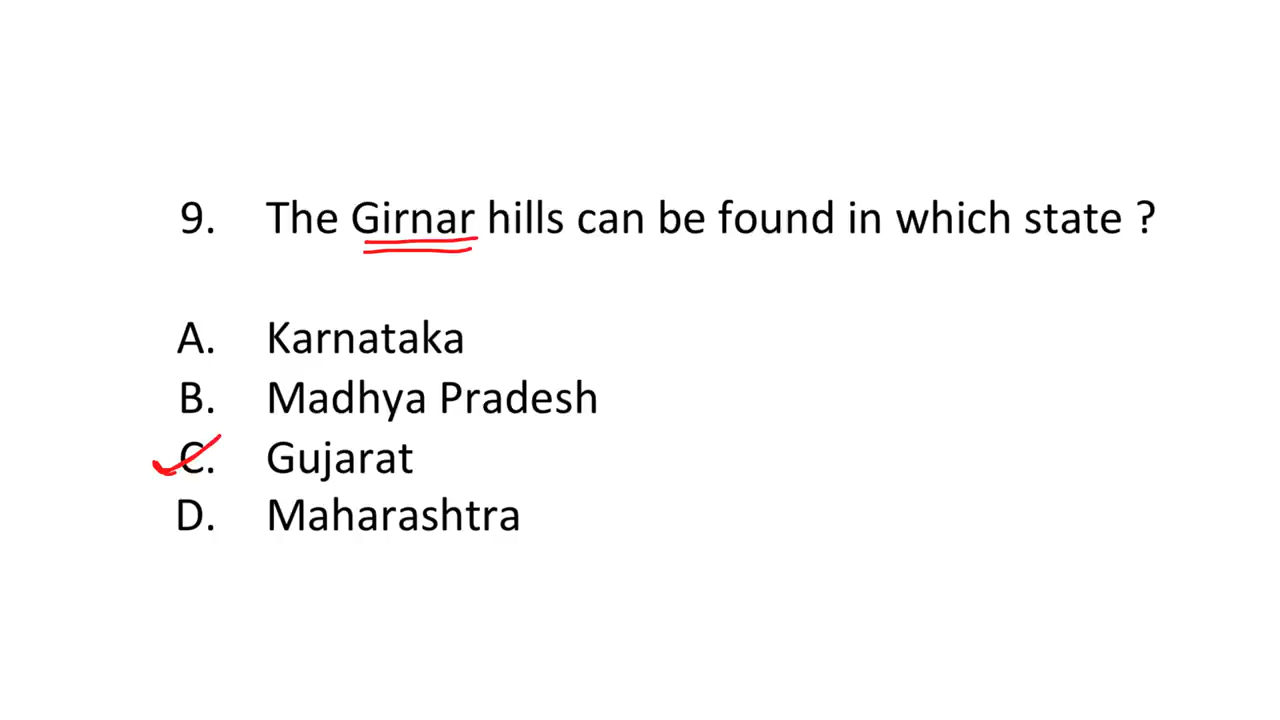 9. The Girnar hills can be found in which state ?
A. Karnataka
B. Madhya Pradesh
C. Gujarat
D. Maharashtra